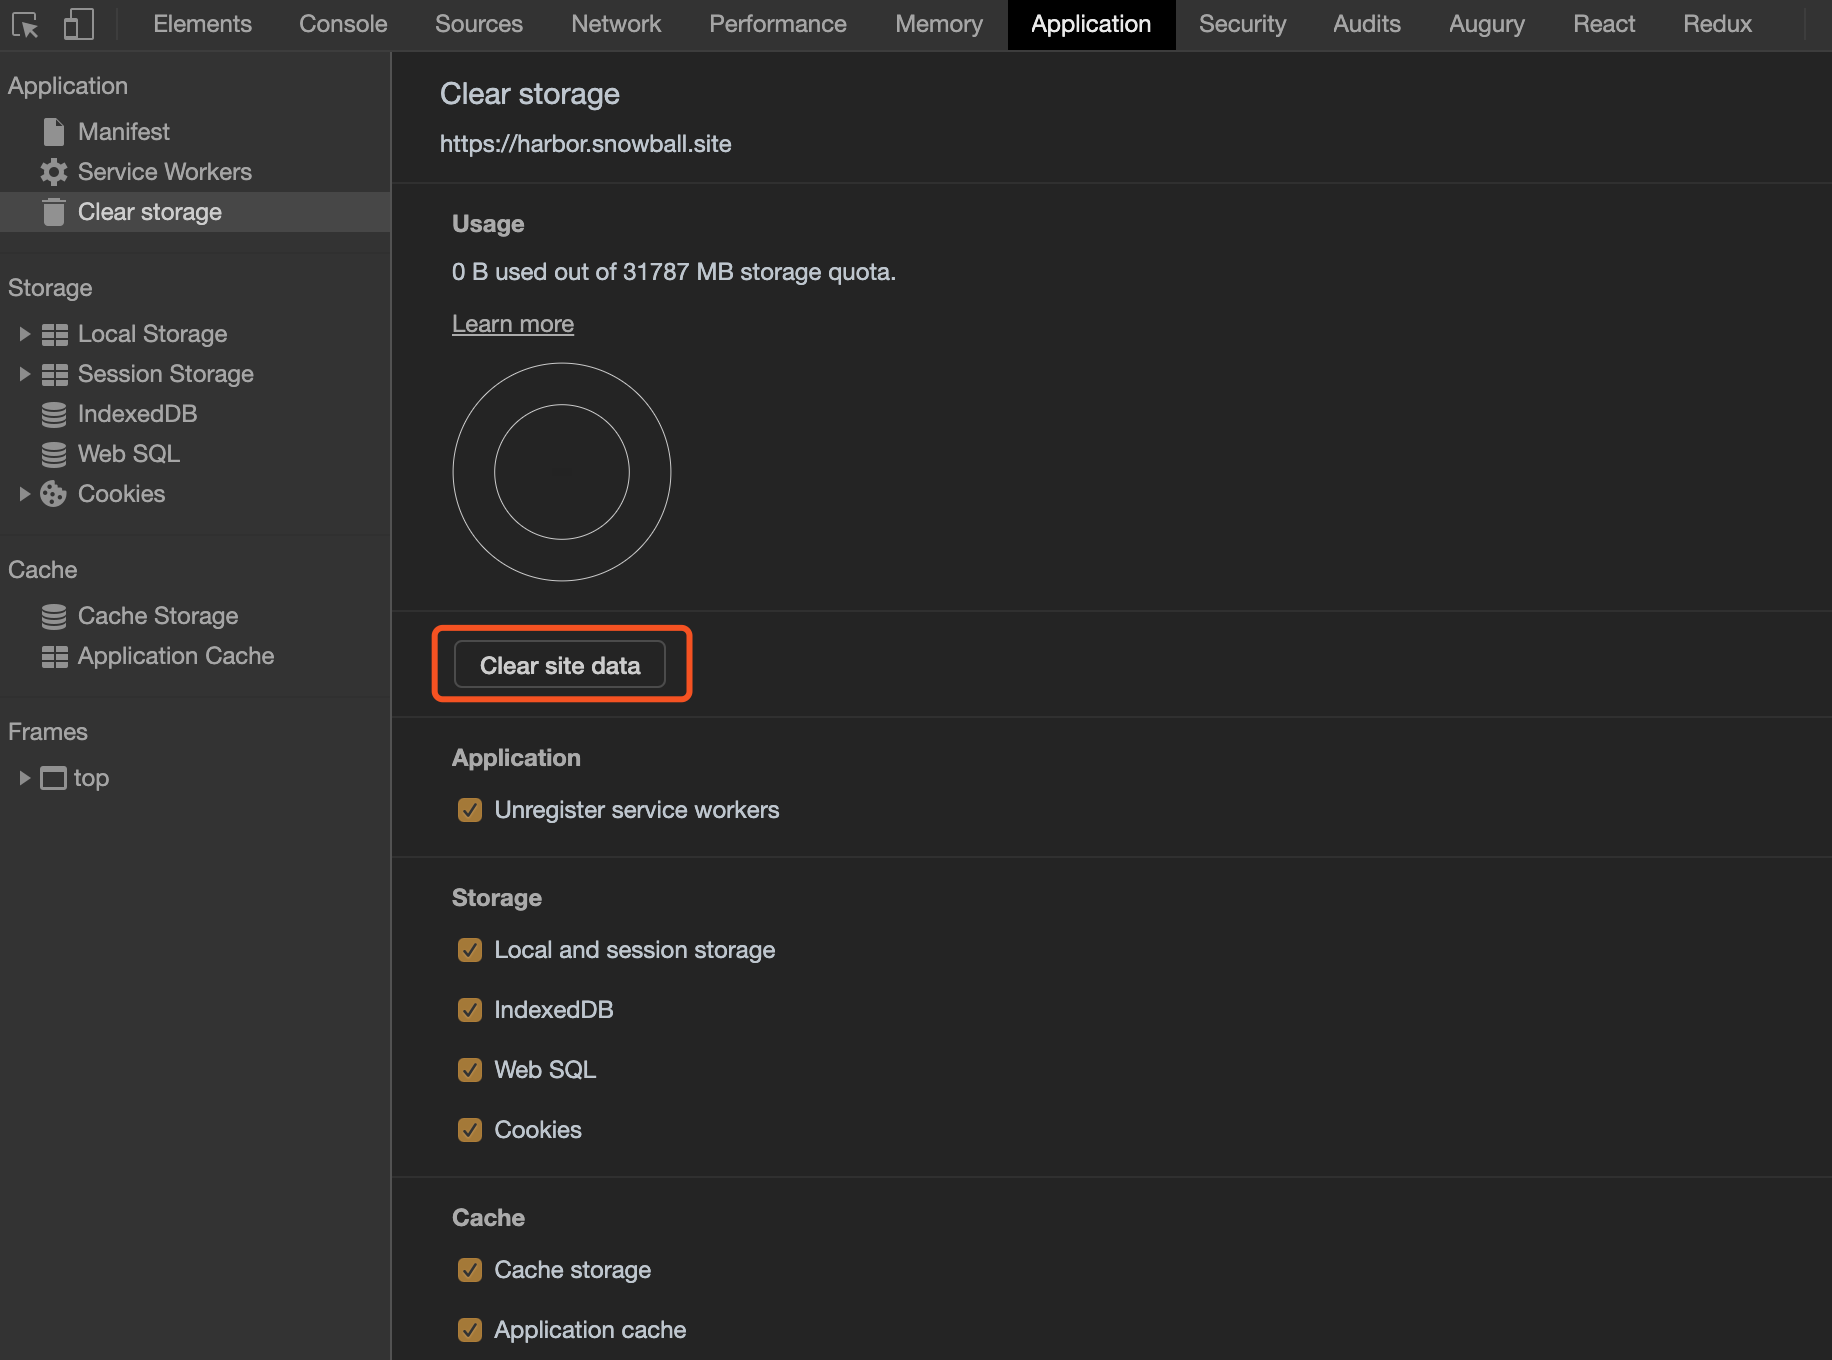 Elements Console Sources Network Performance Memory Application Security Audits Augury React Redux
Application
Manifest
Service Workers
Clear storage
Storage
Local Storage
Session Storage
IndexedDB
Web SQL
Cookies
Cache
Cache Storage
Application Cache
Frames
top
Clear storage
https://harbor.snowball.site
Usage
0 B used out of 31787 MB storage quota.
Learn more
Clear site data
Application
Unregister service workers
Storage
Local and session storage
IndexedDB
Web SQL
Cookies
Cache
Cache storage
Application cache